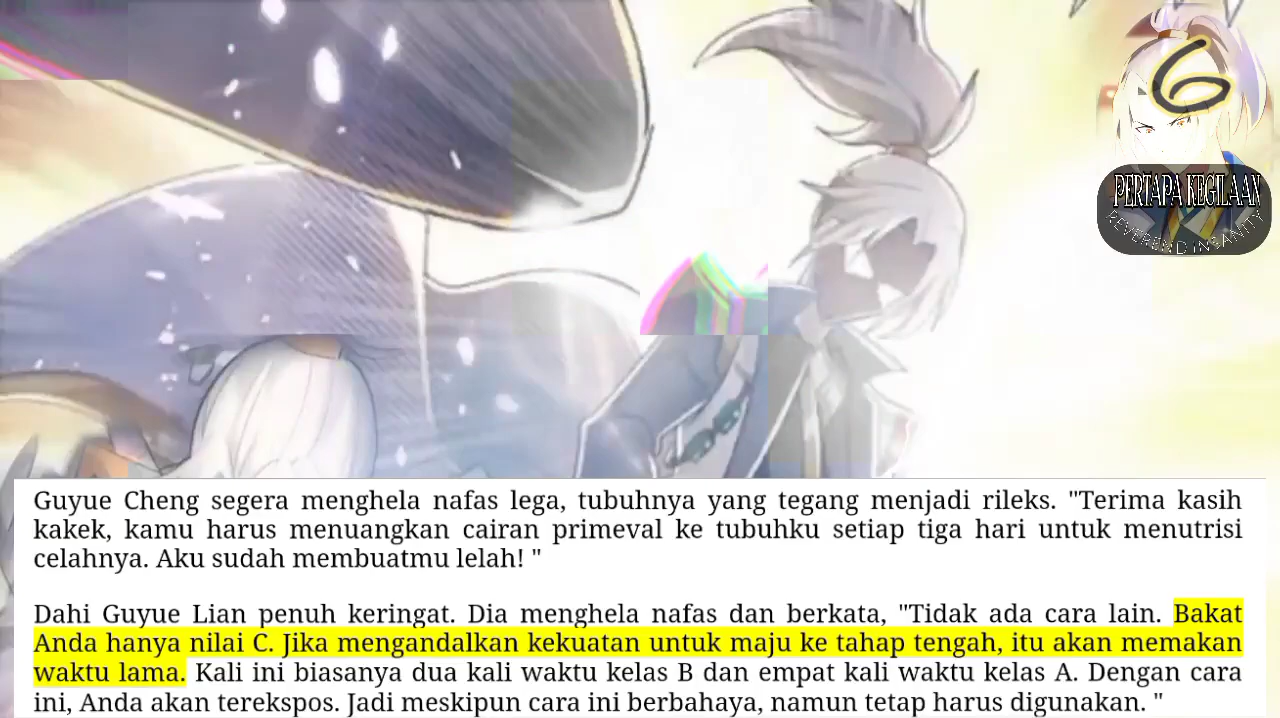 6
PERTAPA KEGILAAN
REVEREND INSANITY
Guyue Cheng segera menghela nafas lega, tubuhnya yang tegang menjadi rileks. "Terima kasih
kakek, kamu harus menuangkan cairan primeval ke tubuhku setiap tiga hari untuk menutrisi
celahnya. Aku sudah membuatmu lelah! "
Dahi Guyue Lian penuh keringat. Dia menghela nafas dan berkata, "Tidak ada cara lain. Bakat
Anda hanya nilai C. Jika mengandalkan kekuatan untuk maju ke tahap tengah, itu akan memakan
waktu lama. Kali ini biasanya dua kali waktu kelas B dan empat kali waktu kelas A. Dengan cara
ini, Anda akan terekspos. Jadi meskipun cara ini berbahaya, namun tetap harus digunakan. "